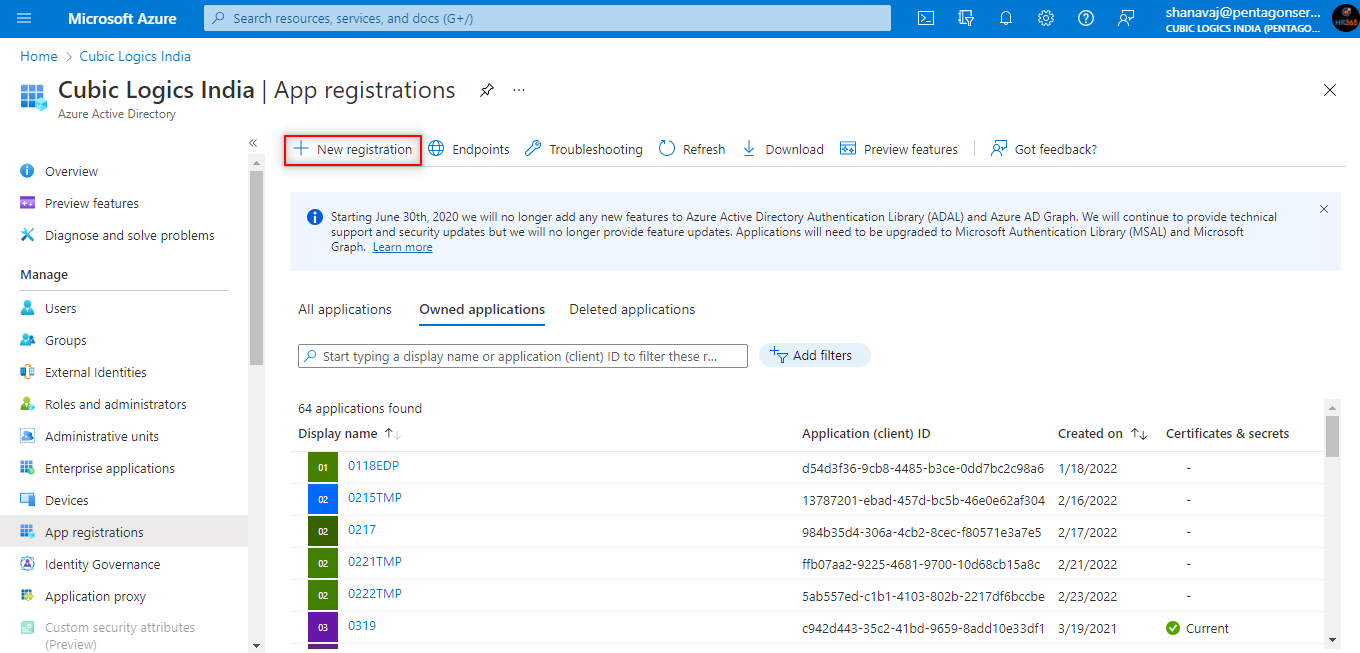 Microsoft Azure
Search resources, services, and docs (G+/)
shanavaj@pentagonser...
CUBIC LOGICS INDIA (PENTAGO...
HR365
Home > Cubic Logics India
Cubic Logics India | App registrations
Azure Active Directory
New registration
Endpoints
Troubleshooting
Refresh
Download
Preview features
Got feedback?
Overview
Preview features
Diagnose and solve problems
Manage
Users
Groups
External Identities
Roles and administrators
Administrative units
Enterprise applications
Devices
App registrations
Identity Governance
Application proxy
Custom security attributes
(Preview)
Starting June 30th, 2020 we will no longer add any new features to Azure Active Directory Authentication Library (ADAL) and Azure AD Graph. We will continue to provide technical
support and security updates but we will no longer provide feature updates. Applications will need to be upgraded to Microsoft Authentication Library (MSAL) and Microsoft
Graph. Learn more
All applications
Owned applications
Deleted applications
Start typing a display name or application (client) ID to filter these r...
Add filters
64 applications found
Display name Application (client) ID Created on Certificates & secrets
01 0118EDP d54d3f36-9cb8-4485-b3ce-0dd7bc2c98a6 1/18/2022 -
02 0215TMP 13787201-ebad-457d-bc5b-46e0e62af304 2/16/2022 -
02 0217 984b35d4-306a-4cb2-8cec-f80571e3a7e5 2/17/2022 -
02 0221TMP ffb07aa2-9225-4681-9700-10d68cb15a8c 2/21/2022 -
02 0222TMP 5ab557ed-c1b1-4103-802b-2217df6bccbe 2/23/2022 -
03 0319 c942d443-35c2-41bd-9659-8add10e33df1 3/19/2021 Current